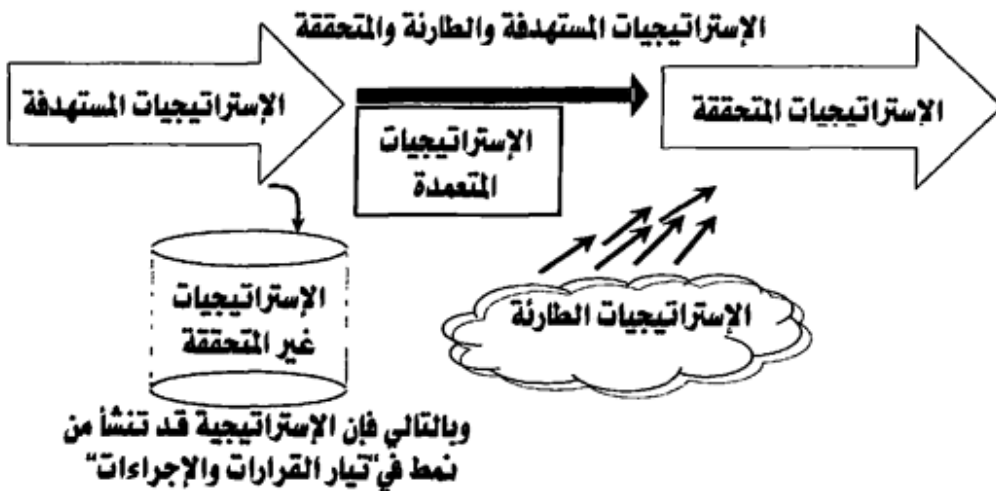 الإستراتيجيات المستهدفة والطارئة والمتحققة
الإستراتيجيات المستهدفة
الإستراتيجيات
المتعمدة
الإستراتيجيات المتحققة
الإستراتيجيات
غير المتحققة
الإستراتيجيات الطارئة
وبالتالي فإن الإستراتيجية قد تنشأ من
نمط في "تيار القرارات والإجراءات"